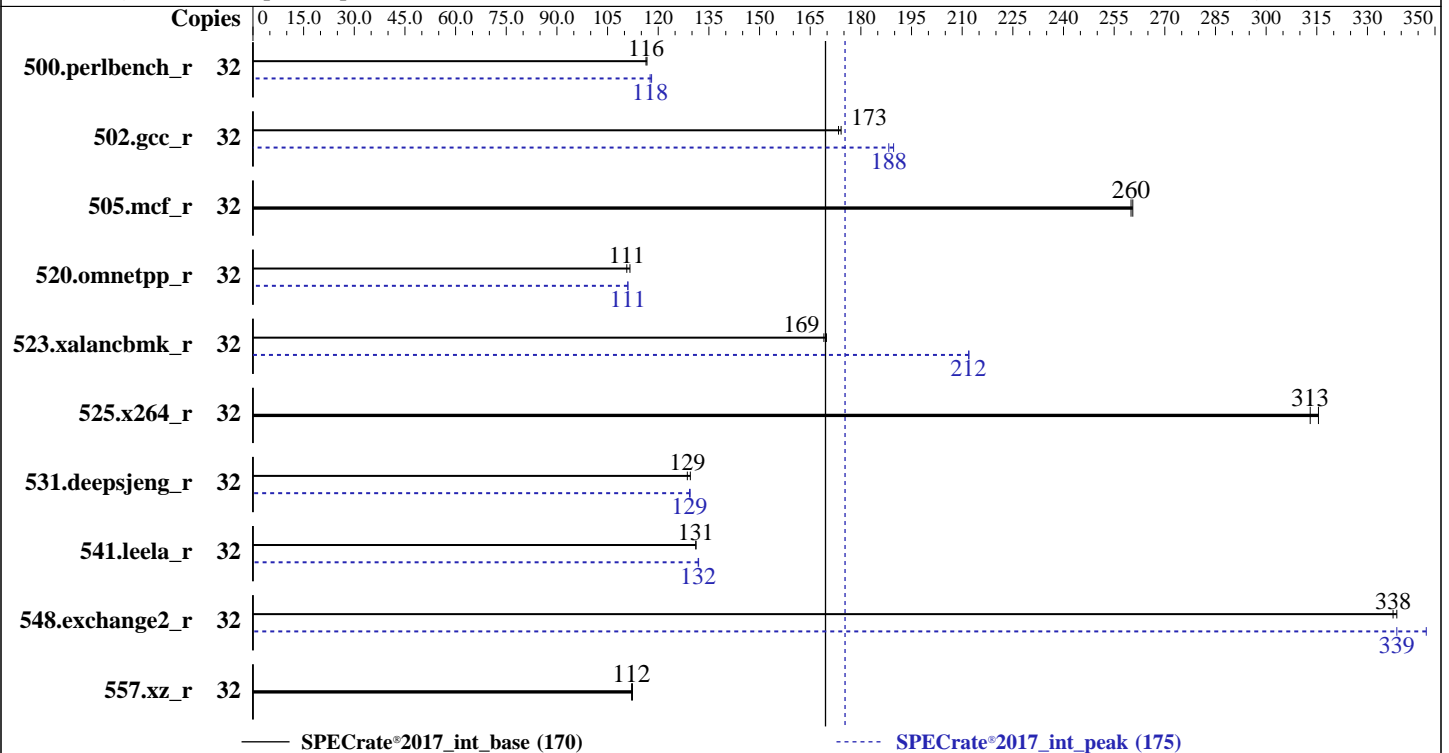 Copies 0 15.0 30.0 45.0 60.0 75.0 90.0 105 120 135 150 165 180 195 210 225 240 255 270 285 300 315 330 350
116
500.perlbench_r 32
118
173
502.gcc_r 32
188
260
505.mcf_r 32
111
520.omnetpp_r 32
111
169
523.xalancbmk_r 32
212
313
525.x264_r 32
129
531.deepsjeng_r 32
129
131
541.leela_r 32
132
338
548.exchange2_r 32
339
112
557.xz_r 32
SPECrate®2017_int_base (170) SPECrate®2017_int_peak (175)